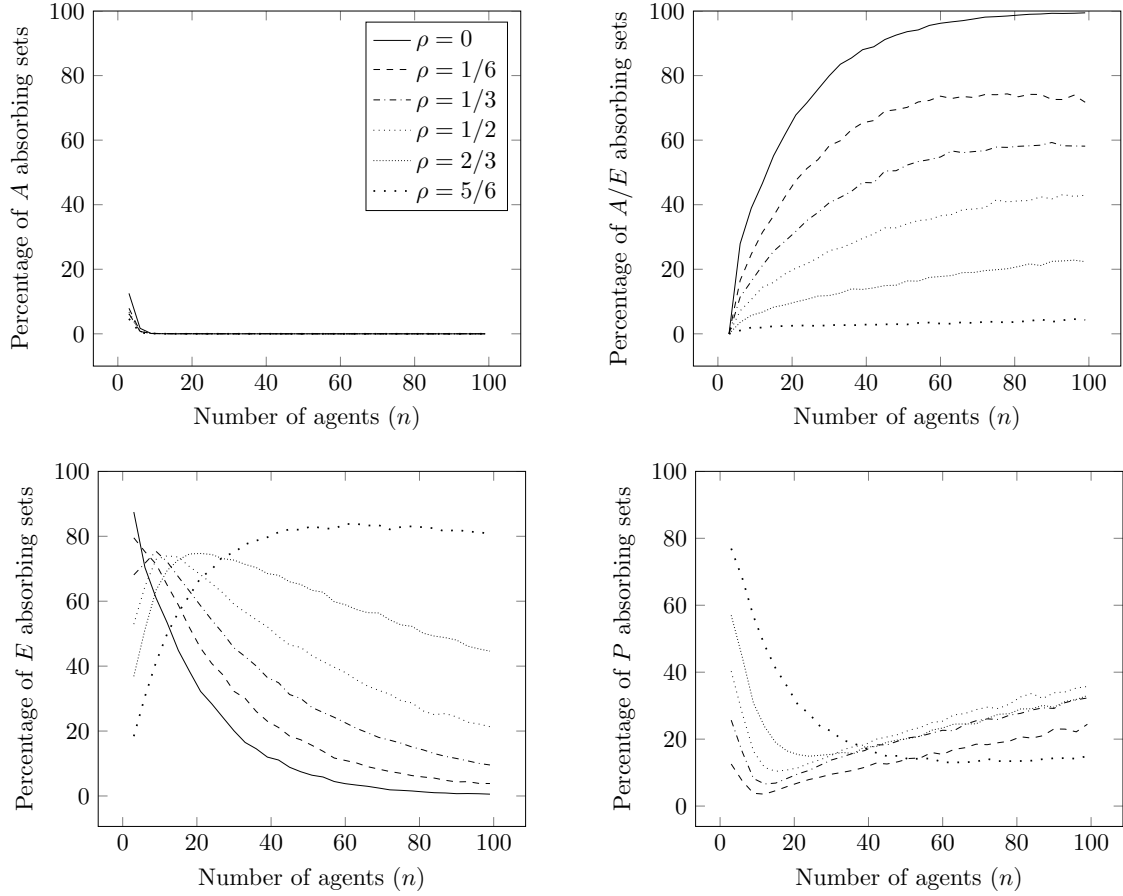 Percentage of A absorbing sets
100
80
60
40
20
0
ρ = 0
ρ = 1/6
ρ = 1/3
ρ = 1/2
ρ = 2/3
ρ = 5/6
0 20 40 60 80 100
Number of agents (n)
Percentage of A/E absorbing sets
100
80
60
40
20
0
0 20 40 60 80 100
Number of agents (n)
Percentage of E absorbing sets
100
80
60
40
20
0
0 20 40 60 80 100
Number of agents (n)
Percentage of P absorbing sets
100
80
60
40
20
0
0 20 40 60 80 100
Number of agents (n)